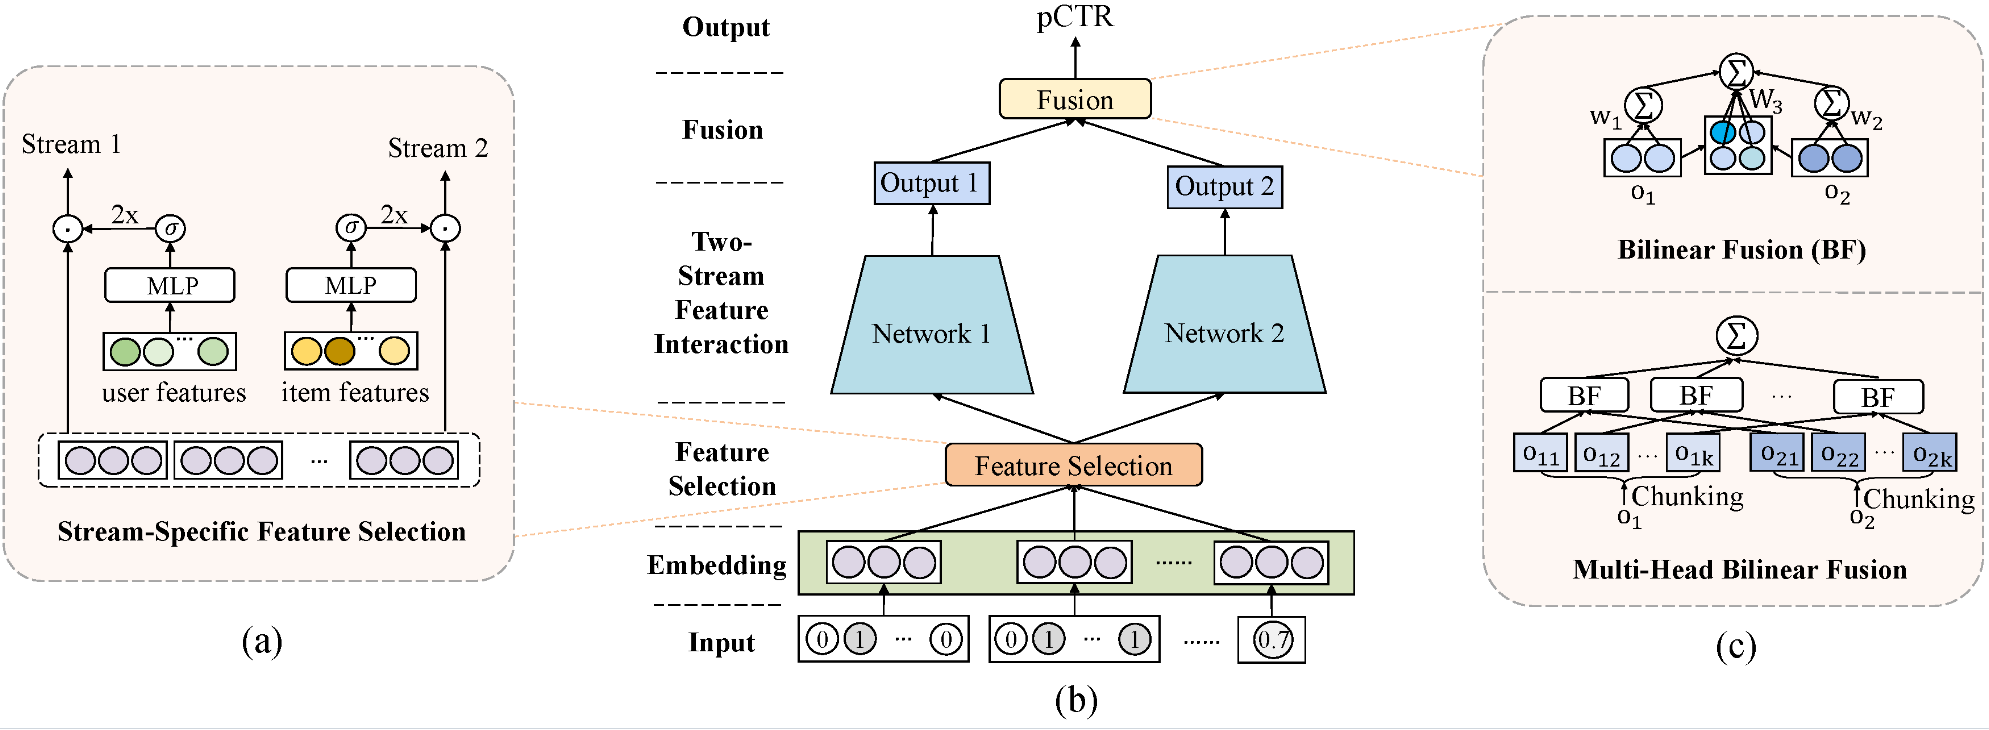 Stream 1
Stream 2
2x
σ
σ
2x
MLP
MLP
...
...
user features
item features
...
Stream-Specific Feature Selection
(a)
Output
Fusion
Two-
Stream
Feature
Interaction
Feature
Selection
Embedding
Input
pCTR
Fusion
Output 1
Output 2
Network 1
Network 2
Feature Selection
......
0 1 ... 0
0 1 ... 1
......
0.7
(b)
Σ
Σ
Σ
w₁
W₃
w₂
o₁
o₂
Bilinear Fusion (BF)
Σ
BF
BF
...
BF
o₁₁
o₁₂
...
o₁ₖ
o₂₁
o₂₂
...
o₂ₖ
Chunking
Chunking
o₁
o₂
Multi-Head Bilinear Fusion
(c)